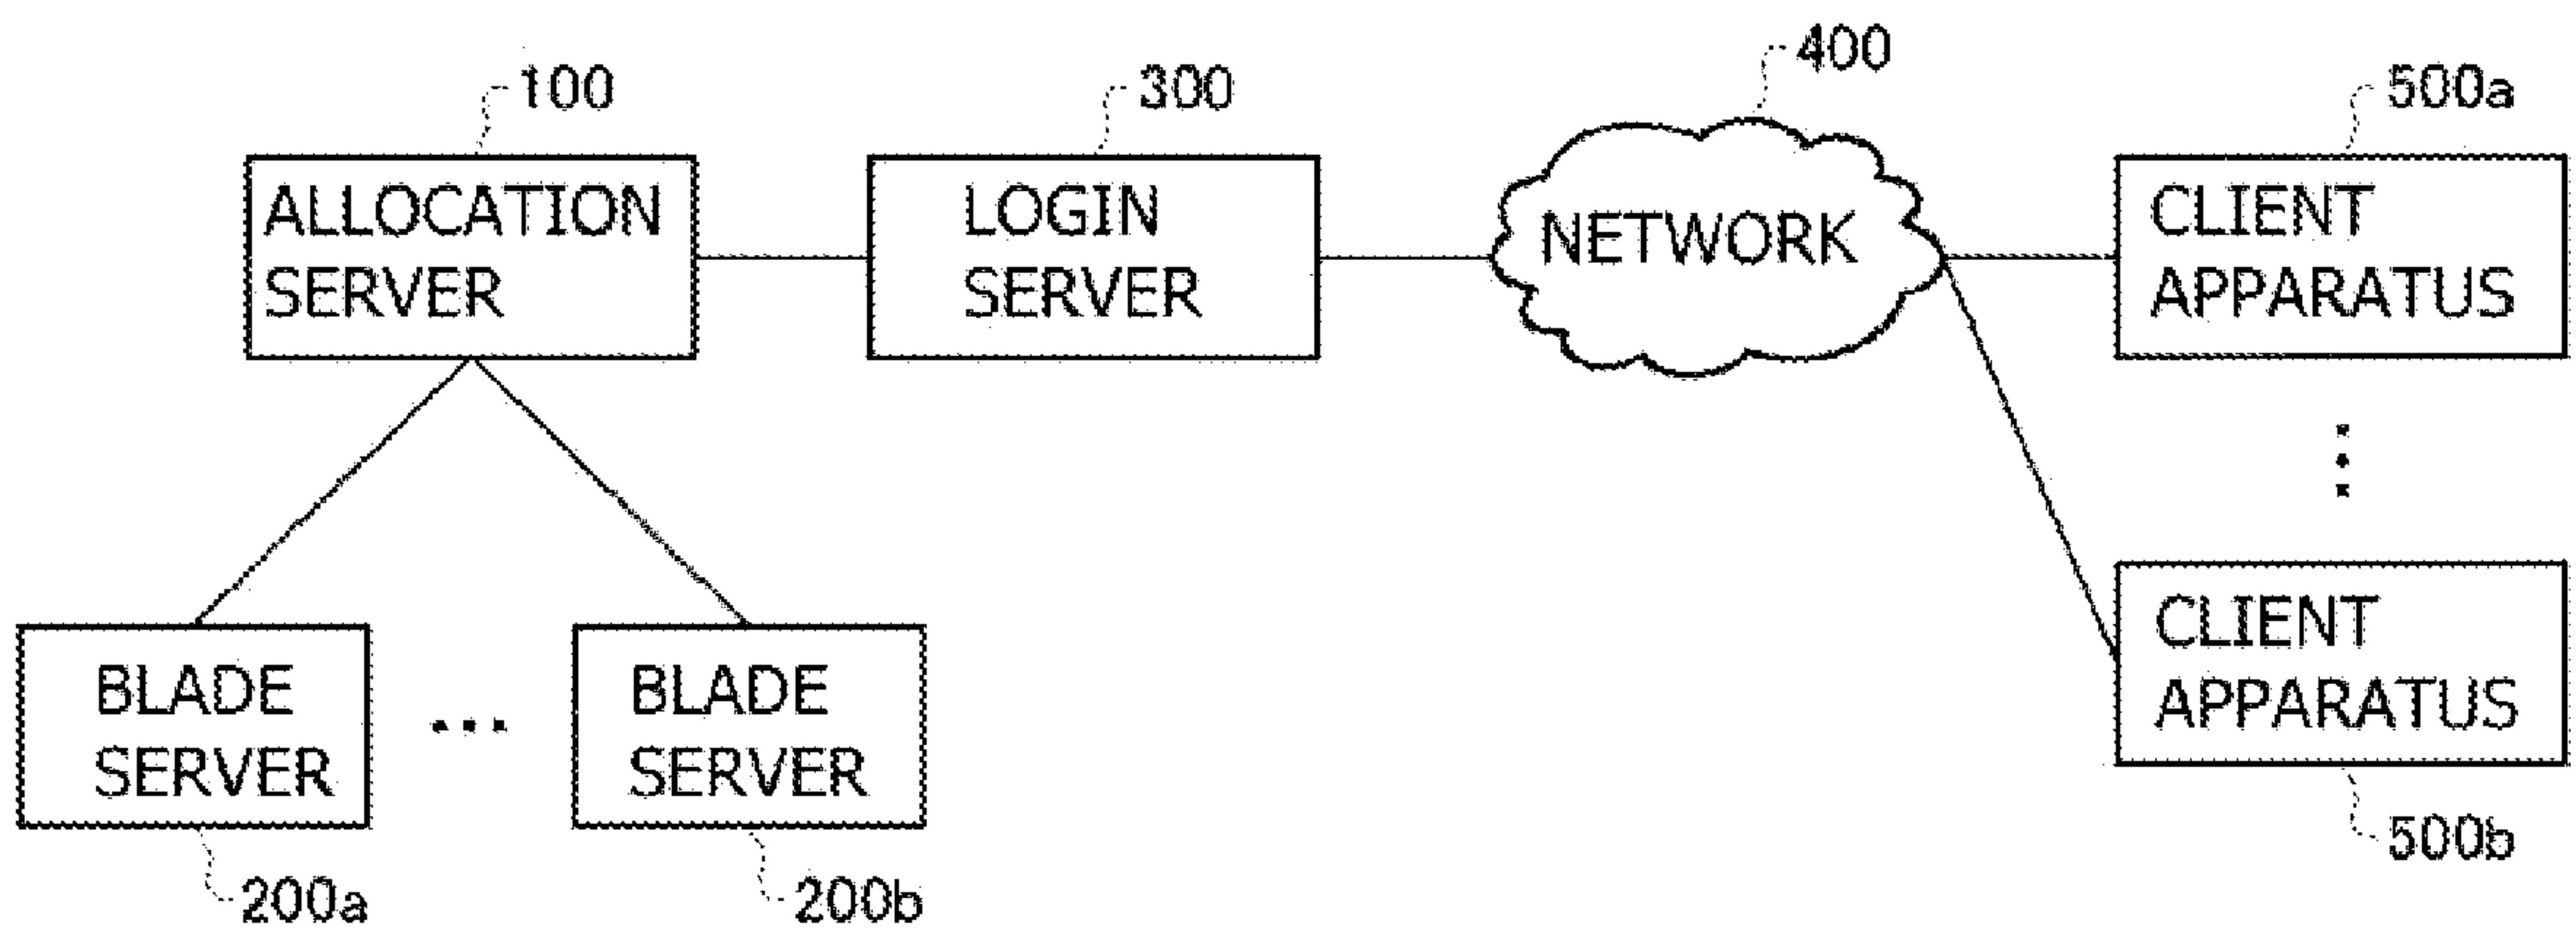 100
300
400
500a
ALLOCATION
SERVER
LOGIN
SERVER
NETWORK
CLIENT
APPARATUS
BLADE
SERVER
...
BLADE
SERVER
CLIENT
APPARATUS
200a
200b
500b